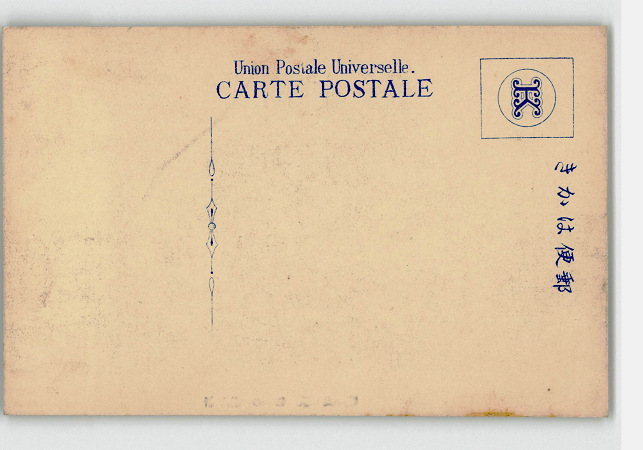 Union Postale Universelle.
CARTE POSTALE
K
きかは便郵